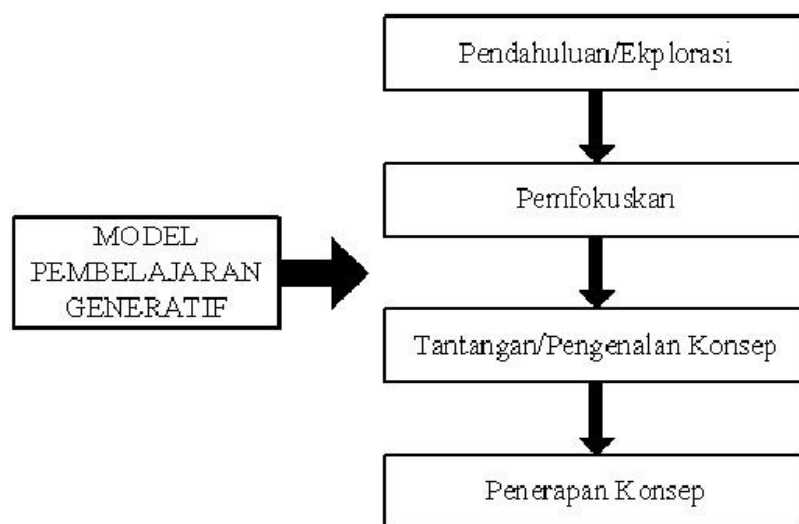 Pendahuluan/Ekplorasi
Pemfokuskan
MODEL
PEMBELAJARAN
GENERATIF
Tantangan/Pengenalan Konsep
Penerapan Konsep